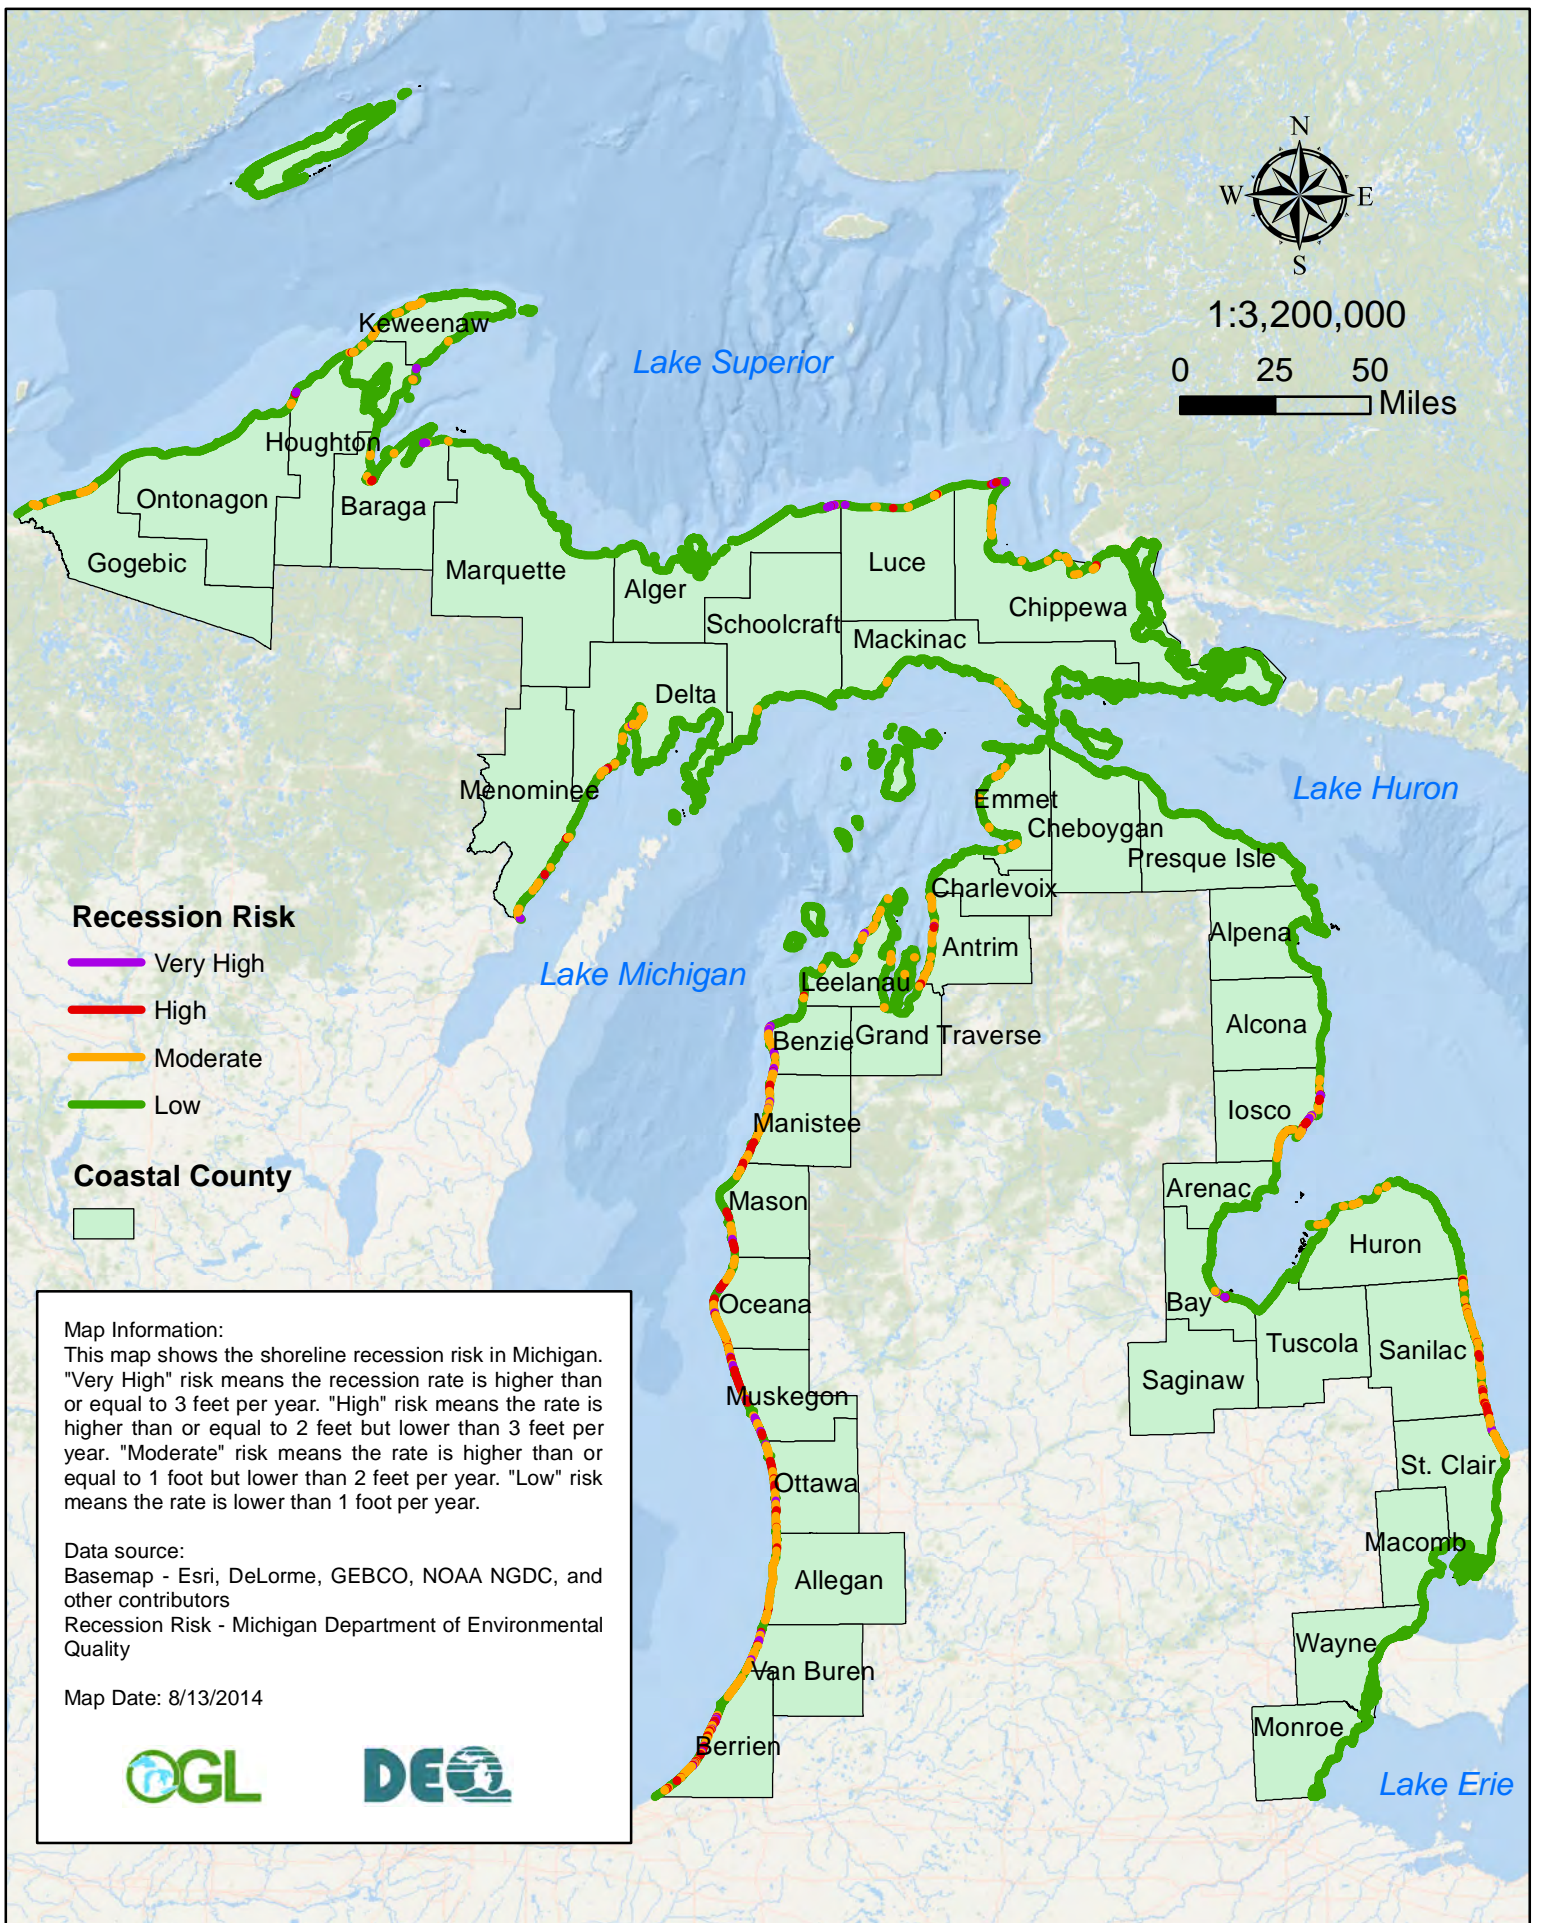 N
W E
S
1:3,200,000
0 25 50
Miles
Keweenaw
Lake Superior
Houghton
Ontonagon
Baraga
Gogebic
Marquette
Alger
Luce
Chippewa
Schoolcraft
Mackinac
Delta
Menominee
Lake Huron
Emmet
Cheboygan
Presque Isle
Charlevoix
Recession Risk
Very High
High
Moderate
Low
Coastal County
Alpena
Antrim
Lake Michigan
Leelanau
Alcona
Benzie
Grand Traverse
Iosco
Manistee
Arenac
Mason
Huron
Oceana
Bay
Tuscola
Sanilac
Saginaw
Muskegon
St. Clair
Ottawa
Macomb
Allegan
Wayne
Van Buren
Monroe
Berrien
Lake Erie
Map Information:
This map shows the shoreline recession risk in Michigan.
"Very High" risk means the recession rate is higher than
or equal to 3 feet per year. "High" risk means the rate is
higher than or equal to 2 feet but lower than 3 feet per
year. "Moderate" risk means the rate is higher than or
equal to 1 foot but lower than 2 feet per year. "Low" risk
means the rate is lower than 1 foot per year.
Data source:
Basemap - Esri, DeLorme, GEBCO, NOAA NGDC, and
other contributors
Recession Risk - Michigan Department of Environmental
Quality
Map Date: 8/13/2014
OGL
DEQ